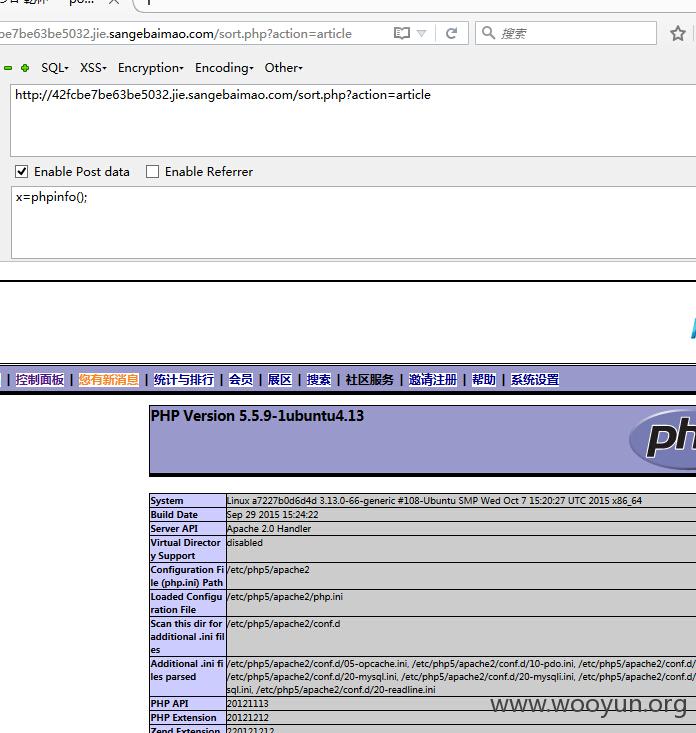 be7be63be5032.jie.sangebaimao.com/sort.php?action=article
搜索
SQL▾ XSS▾ Encryption▾ Encoding▾ Other▾
http://42fcbe7be63be5032.jie.sangebaimao.com/sort.php?action=article
Enable Post data Enable Referrer
x=phpinfo();
| 控制面板 | 您有新消息 | 统计与排行 | 会员 | 展区 | 搜索 | 社区服务 | 邀请注册 | 帮助 | 系统设置
PHP Version 5.5.9-1ubuntu4.13
ph
System Linux a7227b0d6d4d 3.13.0-66-generic #108-Ubuntu SMP Wed Oct 7 15:20:27 UTC 2015 x86_64
Build Date Sep 29 2015 15:24:22
Server API Apache 2.0 Handler
Virtual Director disabled
y Support
Configuration Fi /etc/php5/apache2
le (php.ini) Path
Loaded Configu /etc/php5/apache2/php.ini
ration File
Scan this dir for /etc/php5/apache2/conf.d
additional .ini fil
es
Additional .ini fi /etc/php5/apache2/conf.d/05-opcache.ini, /etc/php5/apache2/conf.d/10-pdo.ini, /etc/php5/apache2/conf.d/
les parsed /etc/php5/apache2/conf.d/20-mysql.ini, /etc/php5/apache2/conf.d/20-mysqli.ini, /etc/php5/apache2/conf.d/
sql.ini, /etc/php5/apache2/conf.d/20-readline.ini
PHP API 20121113
PHP Extension 20121212
Zend Extension 220121212
www.wooyun.org